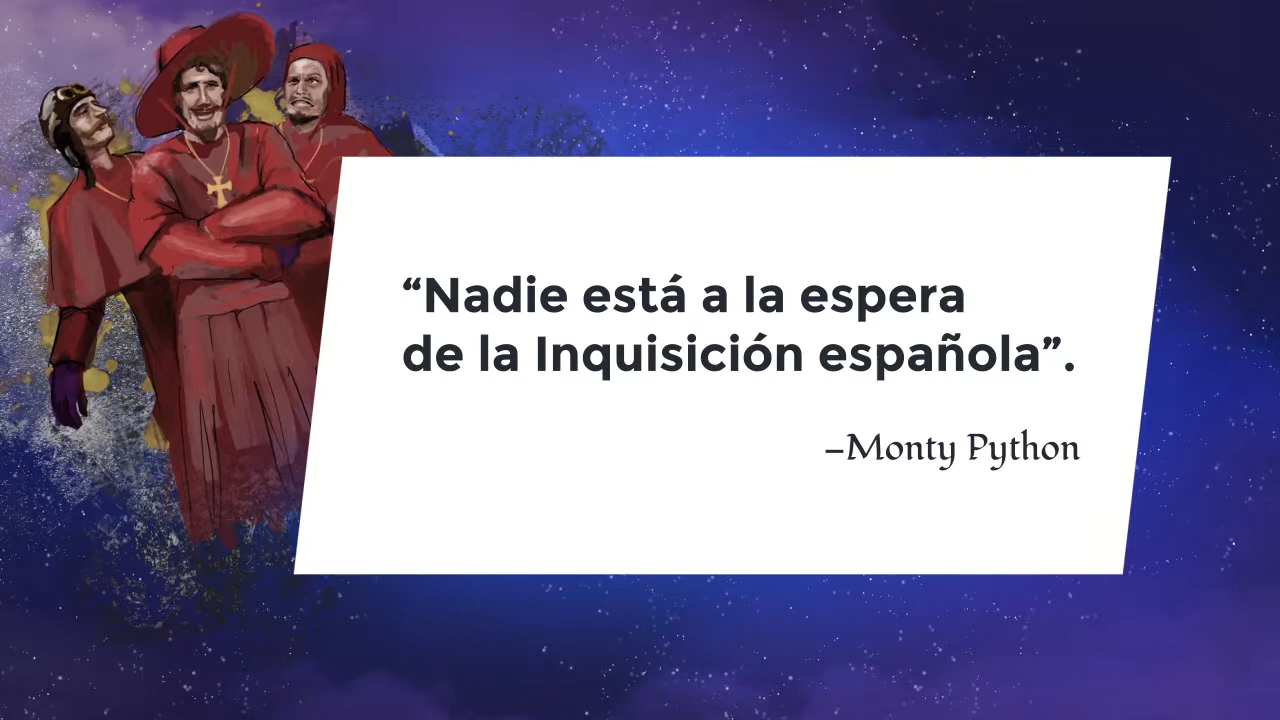 “Nadie está a la espera
de la Inquisición española”.
–Monty Python